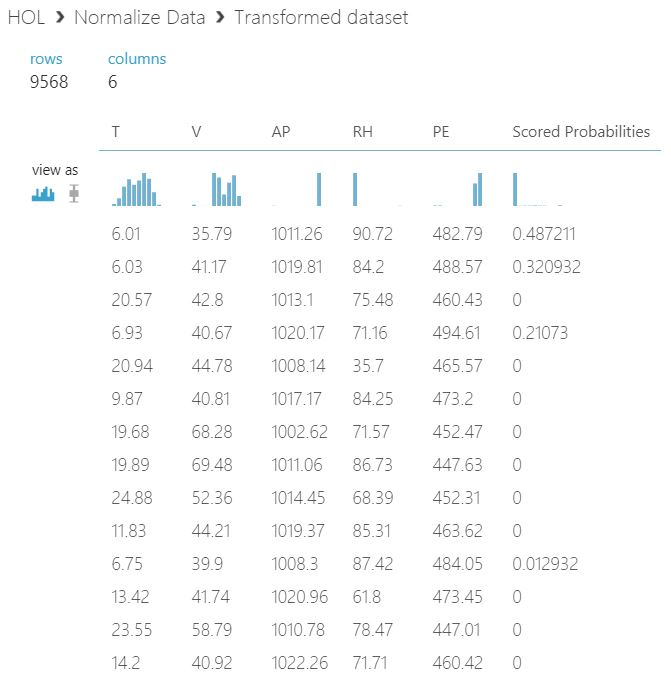 HOL > Normalize Data > Transformed dataset
rows columns
9568 6
T V AP RH PE Scored Probabilities
view as
6.01 35.79 1011.26 90.72 482.79 0.487211
6.03 41.17 1019.81 84.2 488.57 0.320932
20.57 42.8 1013.1 75.48 460.43 0
6.93 40.67 1020.17 71.16 494.61 0.21073
20.94 44.78 1008.14 35.7 465.57 0
9.87 40.81 1017.17 84.25 473.2 0
19.68 68.28 1002.62 71.57 452.47 0
19.89 69.48 1011.06 86.73 447.63 0
24.88 52.36 1014.45 68.39 452.31 0
11.83 44.21 1019.37 85.31 463.62 0
6.75 39.9 1008.3 87.42 484.05 0.012932
13.42 41.74 1020.96 61.8 473.45 0
23.55 58.79 1010.78 78.47 447.01 0
14.2 40.92 1022.26 71.71 460.42 0